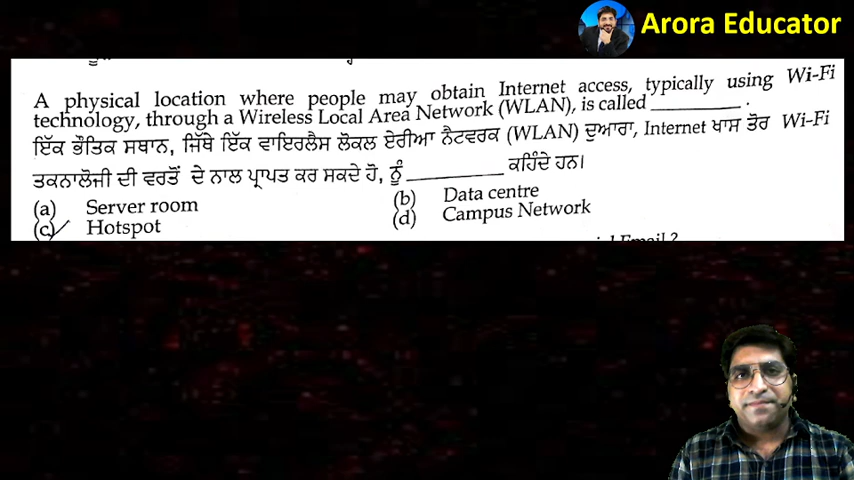 Arora Educator
A physical location where people may obtain Internet access, typically using Wi-Fi
technology, through a Wireless Local Area Network (WLAN), is called ________ .
ਇੱਕ ਭੌਤਿਕ ਸਥਾਨ, ਜਿੱਥੇ ਇੱਕ ਵਾਇਰਲੈਸ ਲੋਕਲ ਏਰੀਆ ਨੈਟਵਰਕ (WLAN) ਦੁਆਰਾ, Internet ਖਾਸ ਤੋਰ Wi-Fi
ਤਕਨਾਲੋਜੀ ਦੀ ਵਰਤੋਂ ਦੇ ਨਾਲ ਪ੍ਰਾਪਤ ਕਰ ਸਕਦੇ ਹੋ, ਨੂੰ ________ ਕਹਿੰਦੇ ਹਨ।
(a) Server room (b) Data centre
(c) Hotspot (d) Campus Network
Email ?